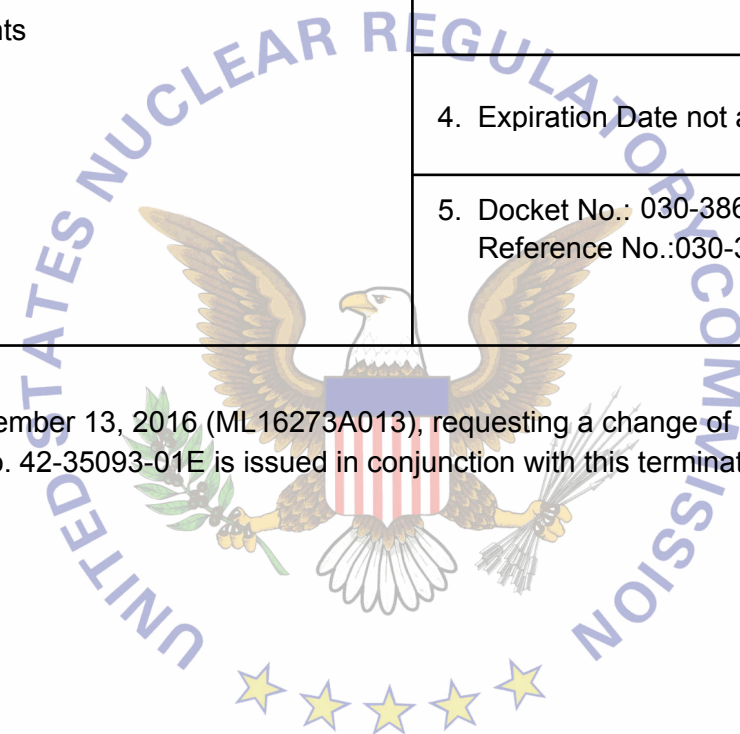 nts
4. Expiration Date not a
5. Docket No.: 030-386
Reference No.:030-3
ember 13, 2016 (ML16273A013), requesting a change of
o. 42-35093-01E is issued in conjunction with this terminat
UNITED STATES NUCLEAR REGULATORY COMMISSION